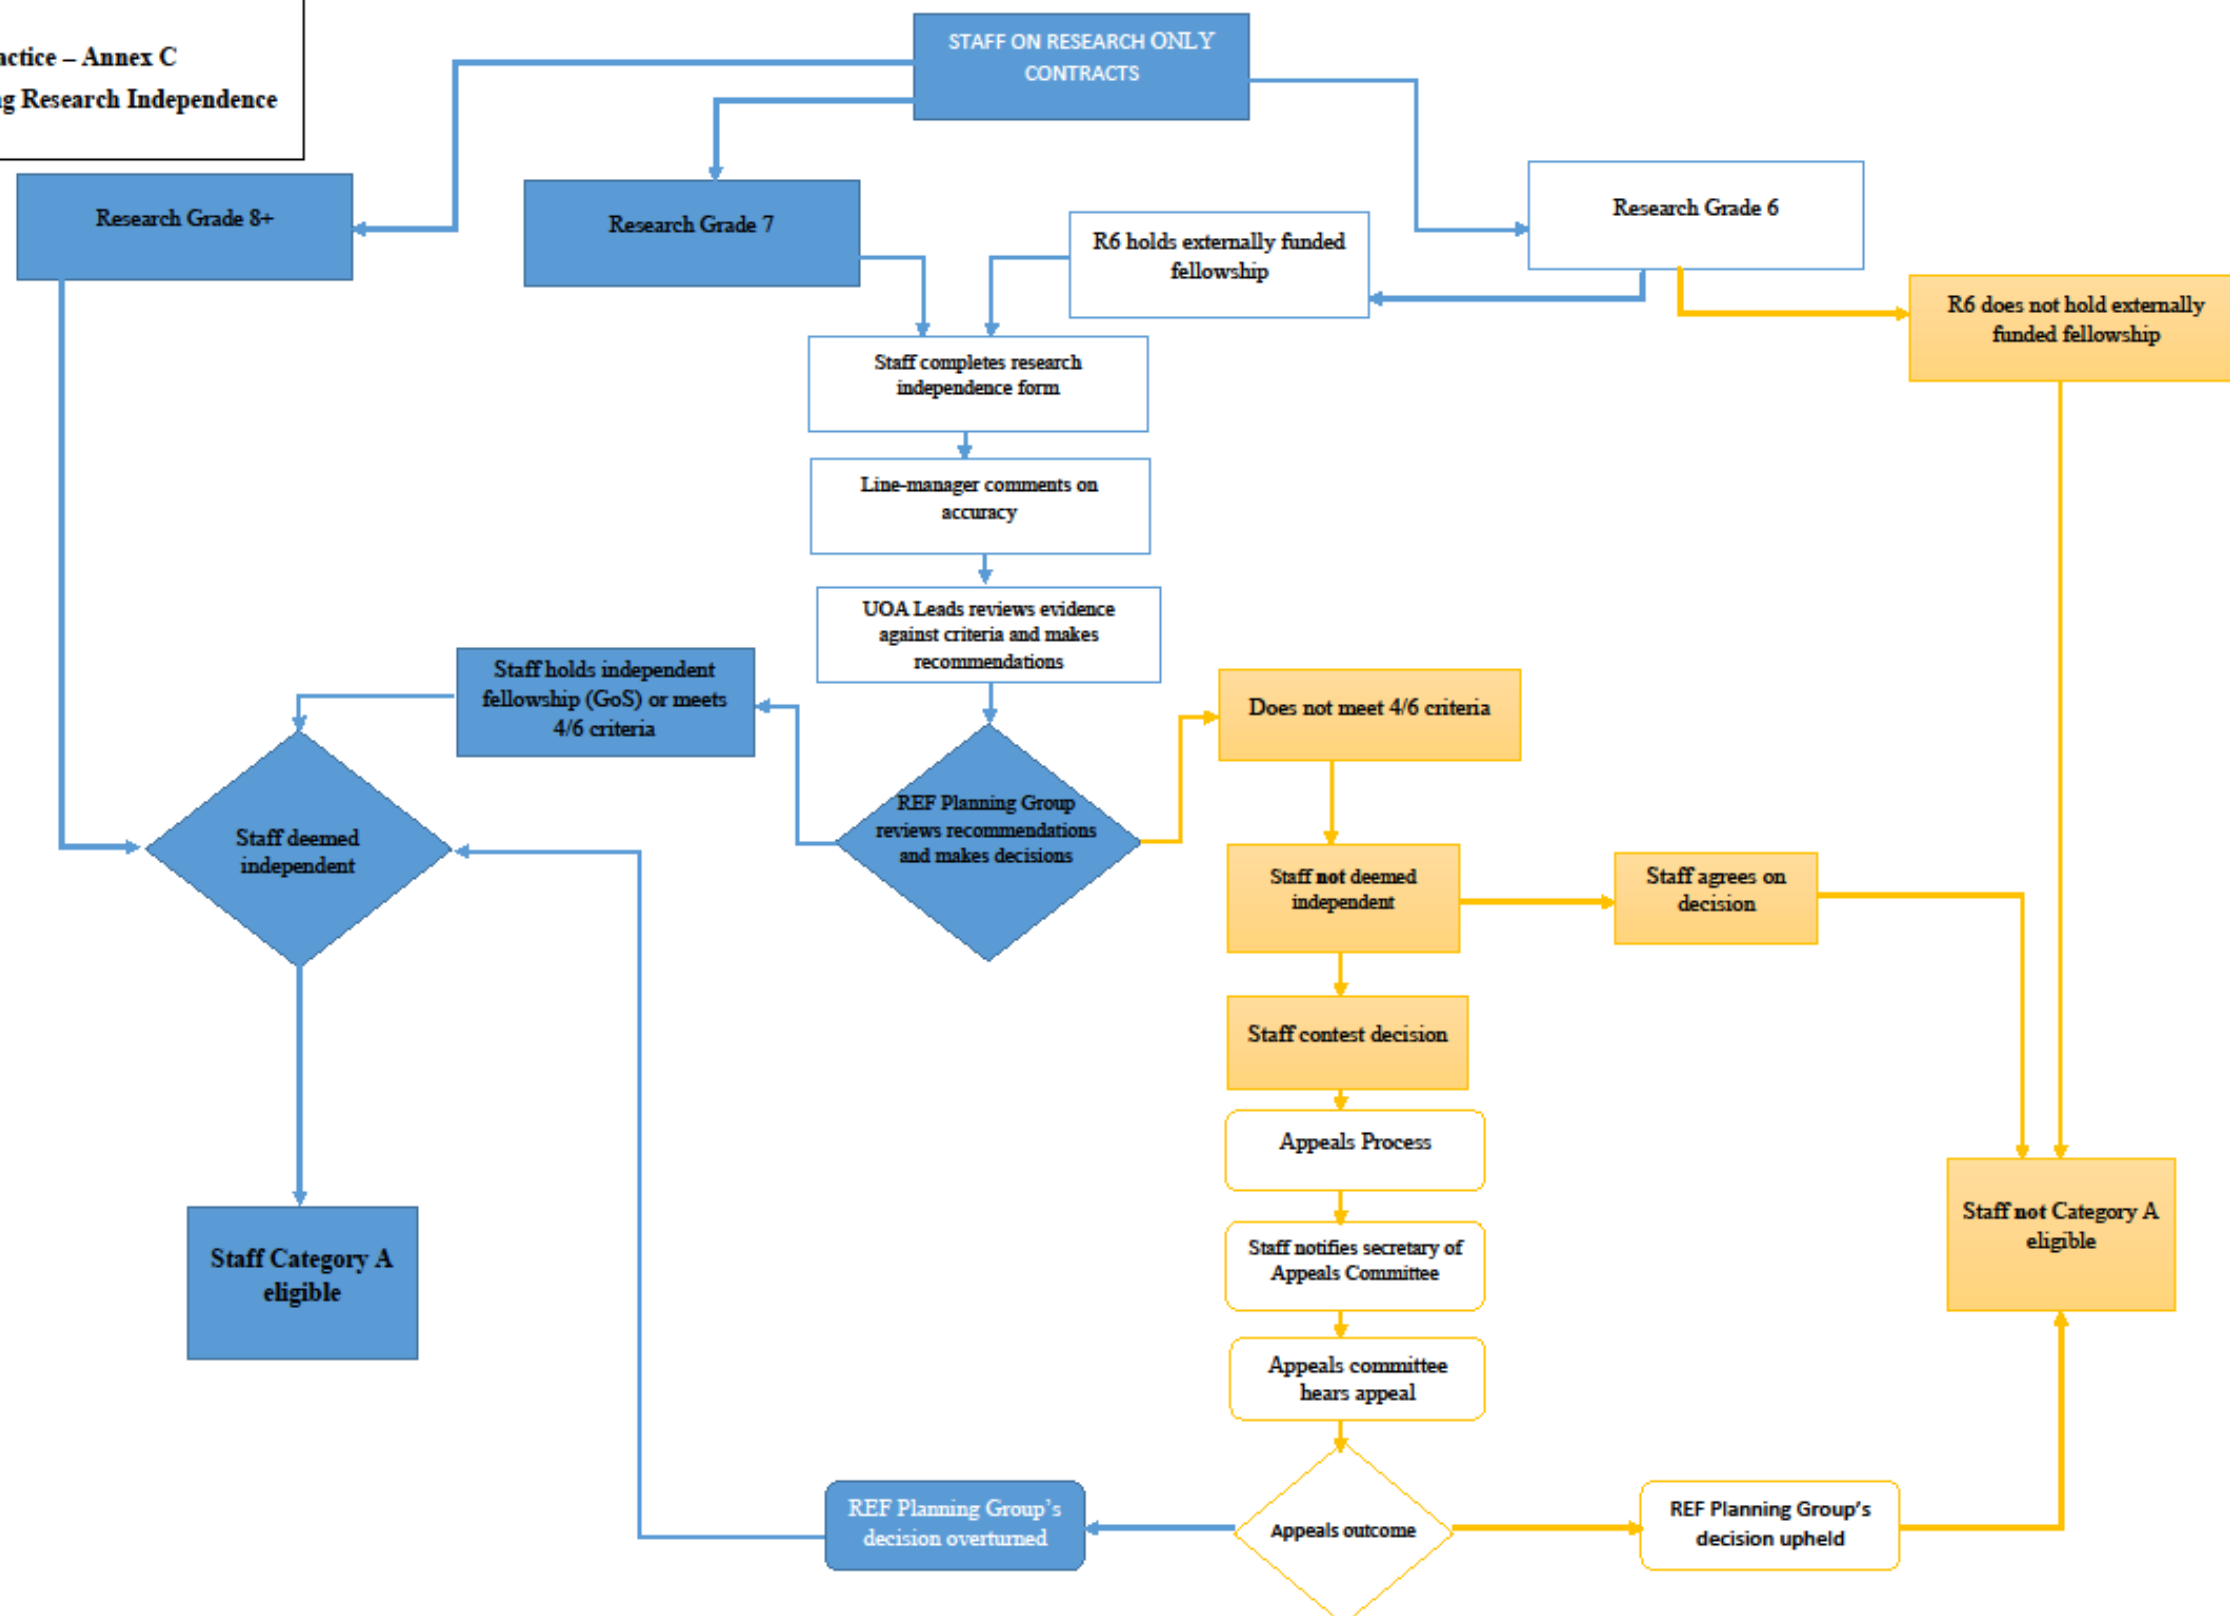 – Annex C
Research Independence
STAFF ON RESEARCH ONLY
CONTRACTS
Research Grade 8+
Research Grade 7
R6 holds externally funded
fellowship
Research Grade 6
R6 does not hold externally
funded fellowship
Staff completes research
independence form
Line-manager comments on
accuracy
UOA Leads reviews evidence
against criteria and makes
recommendations
Staff holds independent
fellowship (GoS) or meets
4/6 criteria
Does not meet 4/6 criteria
REF Planning Group
reviews recommendations
and makes decisions
Staff deemed
independent
Staff not deemed
independent
Staff agrees on
decision
Staff contest decision
Appeals Process
Staff notifies secretary of
Appeals Committee
Staff Category A
eligible
Staff not Category A
eligible
Appeals committee
hears appeal
REF Planning Group’s
decision overturned
Appeals outcome
REF Planning Group’s
decision upheld